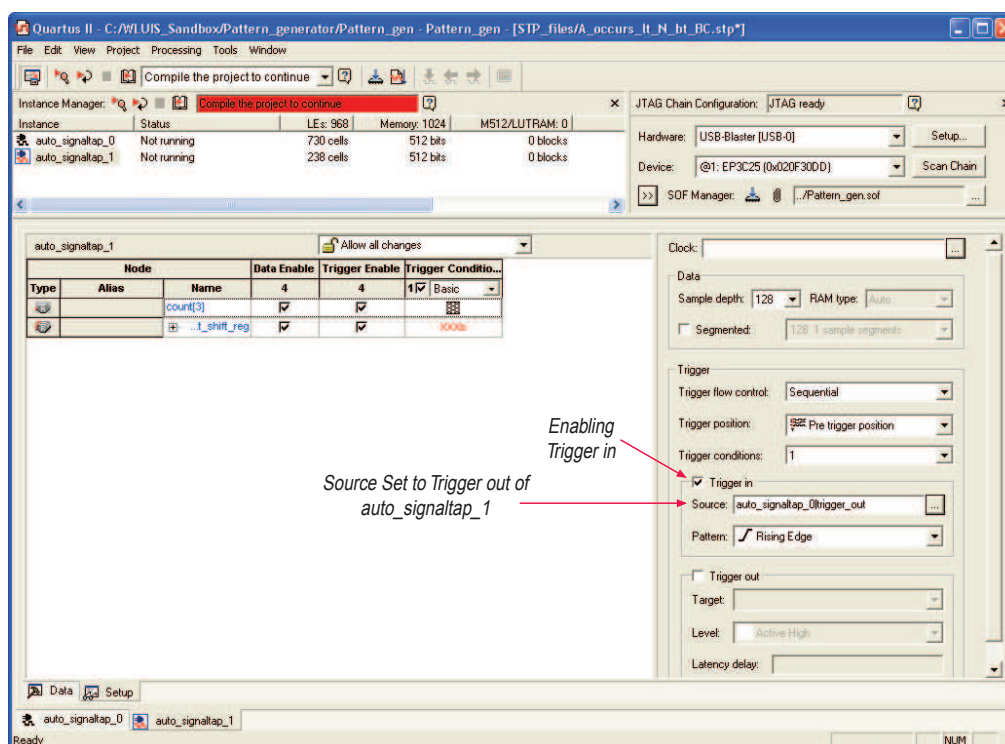 Quartus II - C:/WLUIS_Sandbox/Pattern_generator/Pattern_gen - Pattern_gen - [STP_files/A_occurs_lt_N_bt_BC.stp*]
File Edit View Project Processing Tools Window
Compile the project to continue
Instance Manager: Compile the project to continue
JTAG Chain Configuration: JTAG ready
Instance Status LEs: 968 Memory: 1024 M512/LUTRAM: 0
auto_signaltap_0 Not running 730 cells 512 bits 0 blocks
auto_signaltap_1 Not running 238 cells 512 bits 0 blocks
Hardware: USB-Blaster [USB-0] Setup...
Device: @1: EP3C25 (0x020F30DD) Scan Chain
>> SOF Manager: ../Pattern_gen.sof ...
auto_signaltap_1 Allow all changes
Node Data Enable Trigger Enable Trigger Conditio...
Type Alias Name 4 4 1 Basic
count[3]
...t_shift_reg XXXb
Clock: ...
Data
Sample depth: 128 RAM type: Auto
Segmented: 128 1 sample segments
Trigger
Trigger flow control: Sequential
Trigger position: Pre trigger position
Trigger conditions: 1
Enabling
Trigger in
Source Set to Trigger out of
auto_signaltap_1
Trigger in
Source: auto_signaltap_0|trigger_out ...
Pattern: Rising Edge
Trigger out
Target:
Level: Active High
Latency delay:
Data Setup
auto_signaltap_0 auto_signaltap_1
Ready NUM